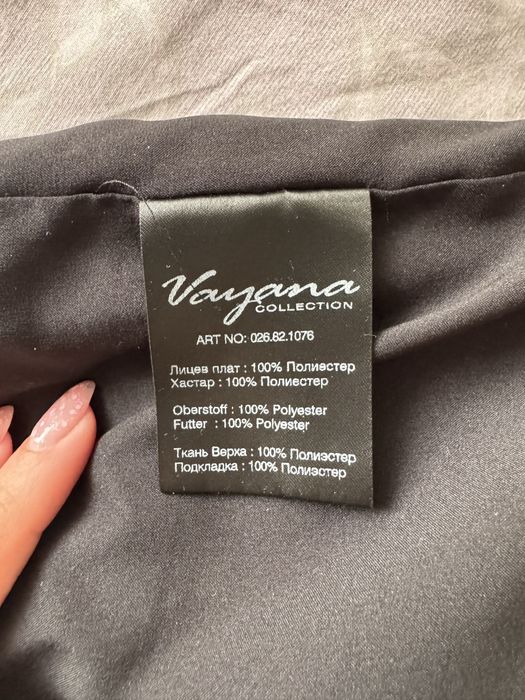 Vayana
COLLECTION
ART NO: 026.82.1076
Лицев плат : 100% Полиестер
Хастар : 100% Полиестер
Oberstoff : 100% Polyester
Futter : 100% Polyester
Ткань Верха : 100% Полиэстер
Подкладка : 100% Полиэстер